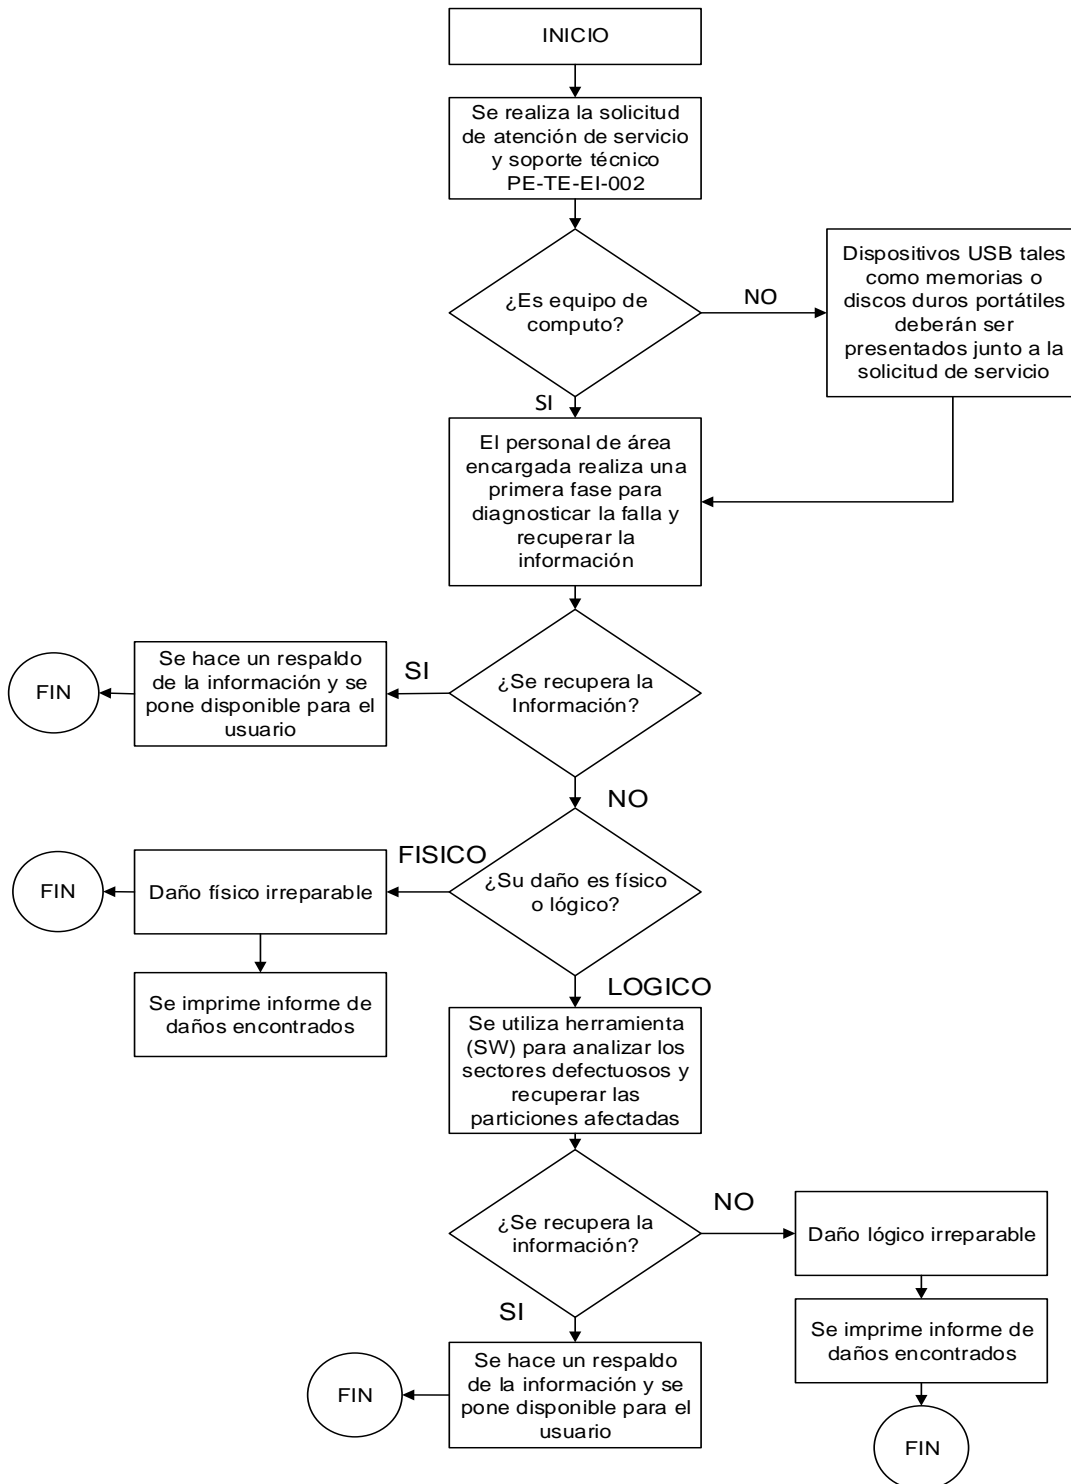 INICIO
Se realiza la solicitud
de atención de servicio
y soporte técnico
PE-TE-EI-002
¿Es equipo de
computo?
NO
Dispositivos USB tales
como memorias o
discos duros portátiles
deberán ser
presentados junto a la
solicitud de servicio
SI
El personal de área
encargada realiza una
primera fase para
diagnosticar la falla y
recuperar la
información
¿Se recupera la
Información?
SI
Se hace un respaldo
de la información y se
pone disponible para el
usuario
FIN
NO
¿Su daño es físico
o lógico?
FISICO
Daño físico irreparable
FIN
Se imprime informe de
daños encontrados
LOGICO
Se utiliza herramienta
(SW) para analizar los
sectores defectuosos y
recuperar las
particiones afectadas
¿Se recupera la
información?
NO
Daño lógico irreparable
Se imprime informe de
daños encontrados
FIN
SI
Se hace un respaldo
de la información y se
pone disponible para el
usuario
FIN